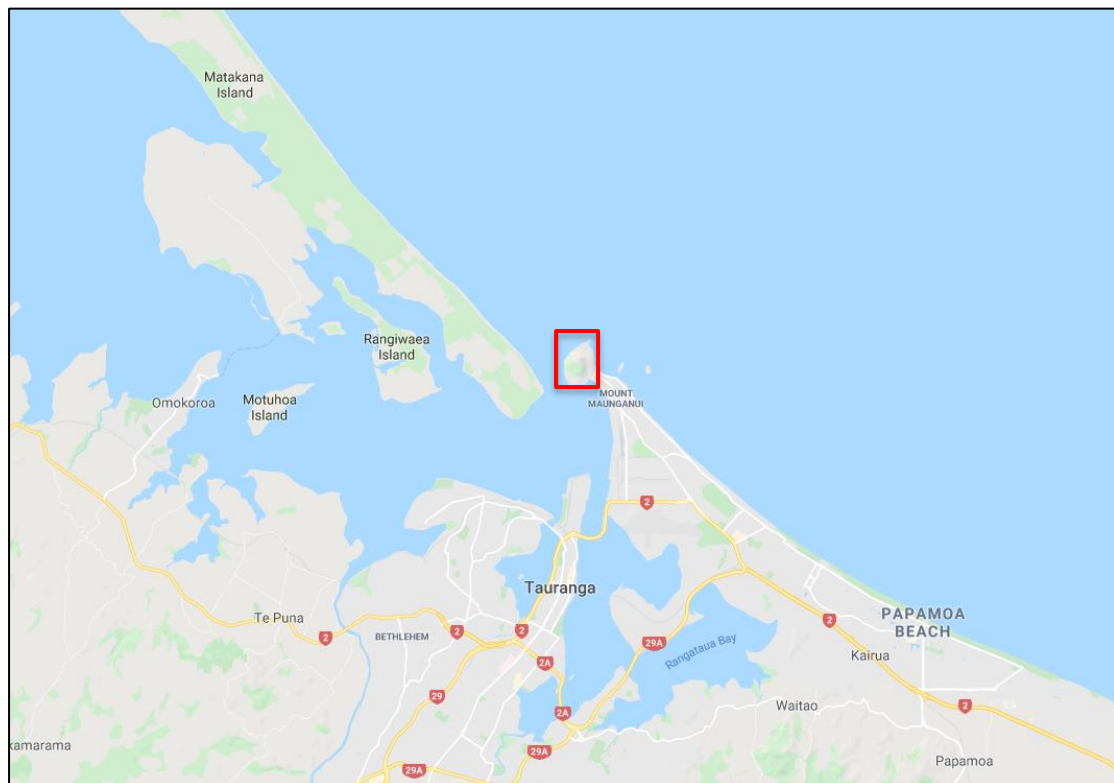 Matakana
Island
Rangiwaea
Island
Omokoroa
Motuhoa
Island
MOUNT
MAUNGANUI
2
Tauranga
Te Puna
2
BETHLEHEM
2
2
2A
29A
Rangataua Bay
2
PAPAMOA
BEACH
Kairua
29
2A
Waitao
2
kamarama
29A
29A
Papamoa